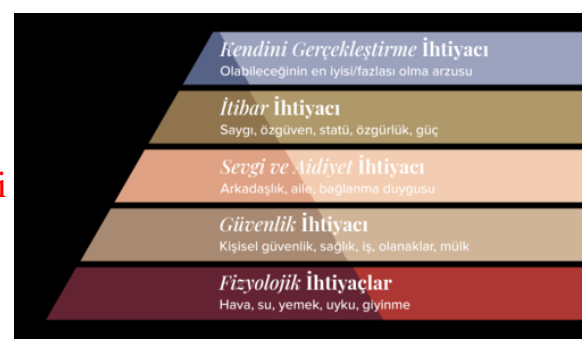 Kendini Gerçekleştirme İhtiyacı
Olabileceğinin en iyisi/fazlası olma arzusu
İtibar İhtiyacı
Saygı, özgüven, statü, özgürlük, güç
Sevgi ve Aidiyet İhtiyacı
Arkadaşlık, aile, bağlanma duygusu
i
Güvenlik İhtiyacı
Kişisel güvenlik, sağlık, iş, olanaklar, mülk
Fizyolojik İhtiyaçlar
Hava, su, yemek, uyku, giyinme